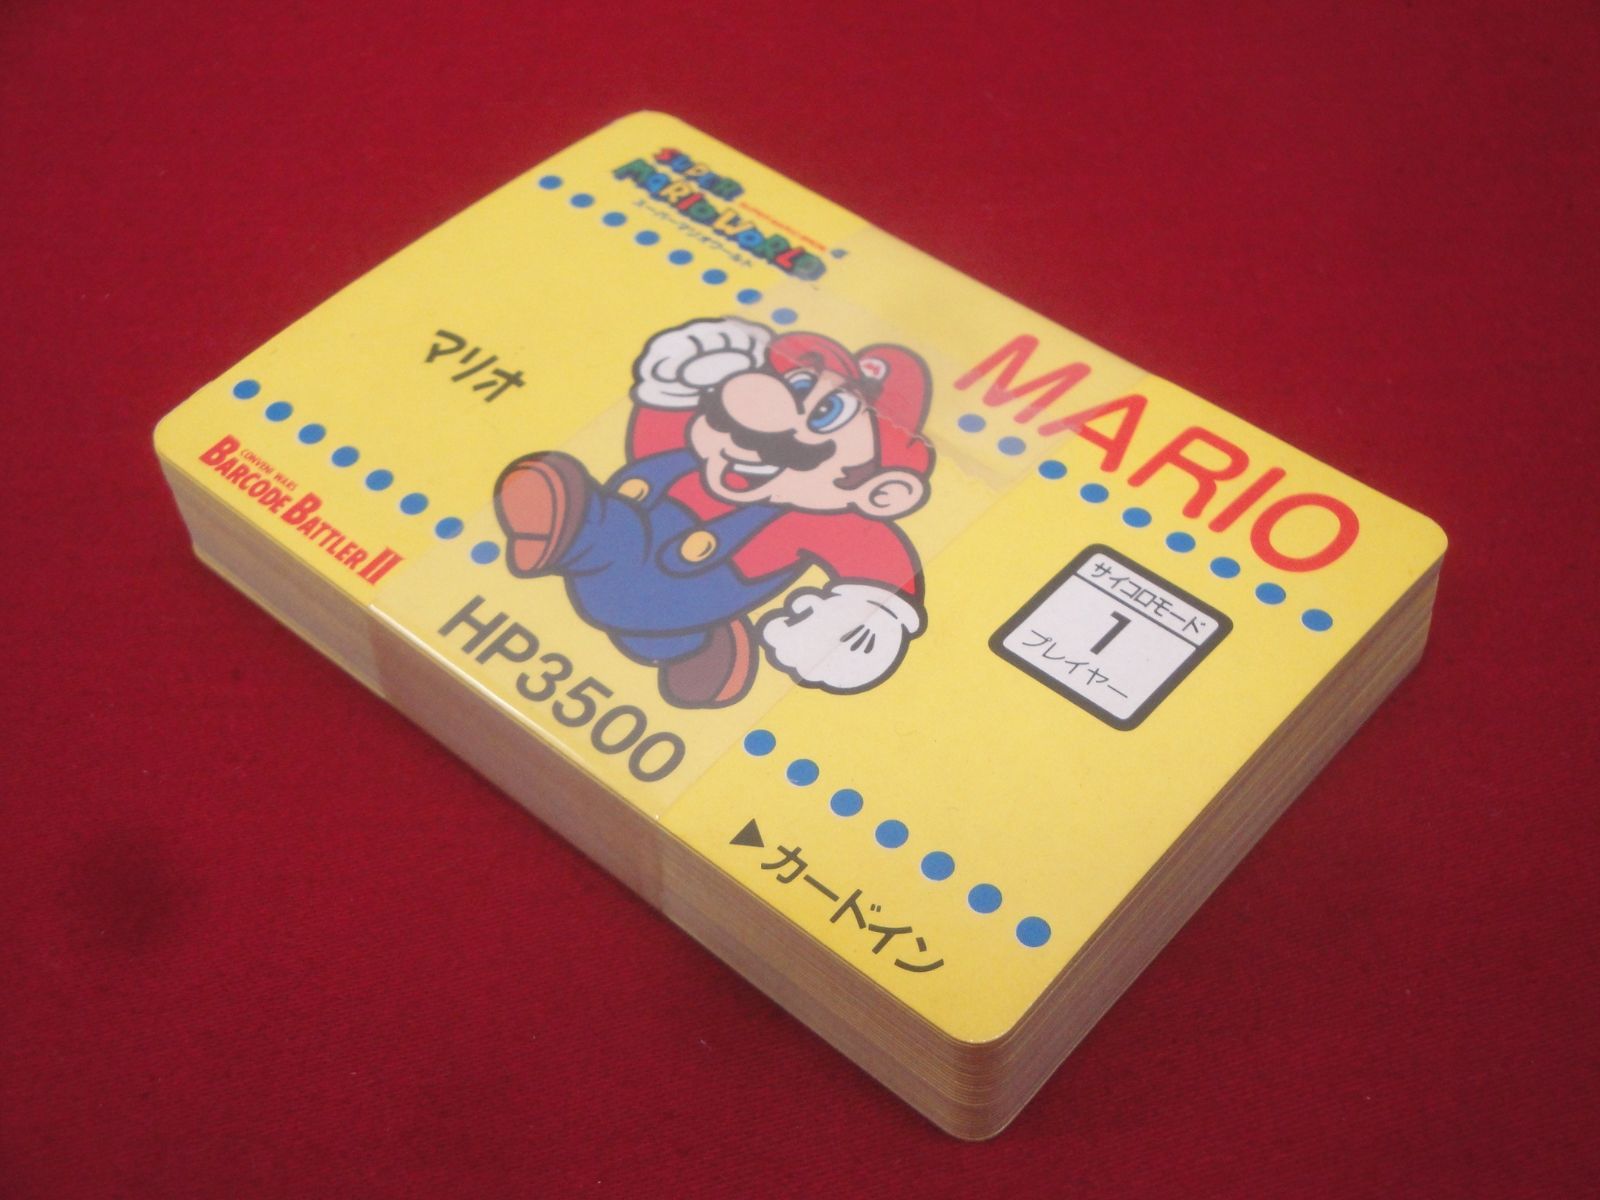 SUPER
MARIO WORLD
スーパーマリオワールド
MARIO
マリオ
サイコロモード
1
プレイヤー
CONVENI WARS
BARCODE BATTLER II
HP3500
▶カードイン
M